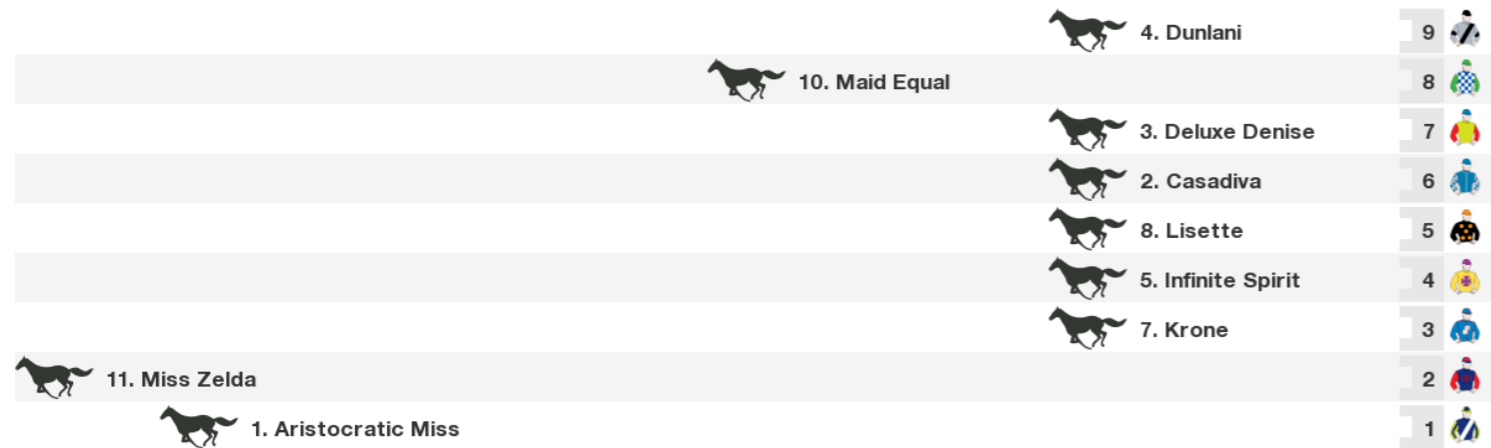 4. Dunlani 9
10. Maid Equal 8
3. Deluxe Denise 7
2. Casadiva 6
8. Lisette 5
5. Infinite Spirit 4
7. Krone 3
11. Miss Zelda 2
1. Aristocratic Miss 1